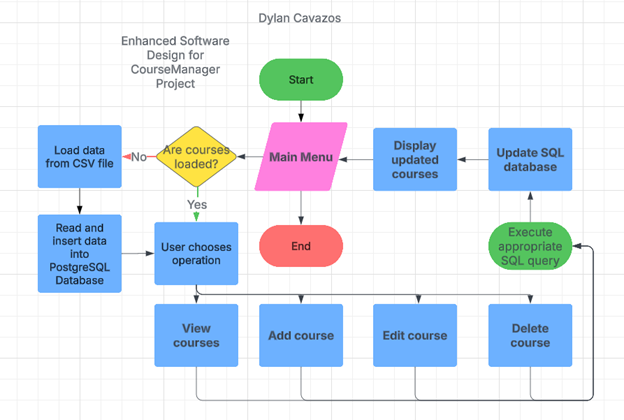 Dylan Cavazos
Enhanced Software
Design for
CourseManager
Project
Start
Load data
from CSV file
No
Are courses
loaded?
Main Menu
Display
updated
courses
Update SQL
database
Yes
Read and
insert data
into
PostgreSQL
Database
User chooses
operation
End
Execute
appropriate
SQL query
View
courses
Add course
Edit course
Delete
course